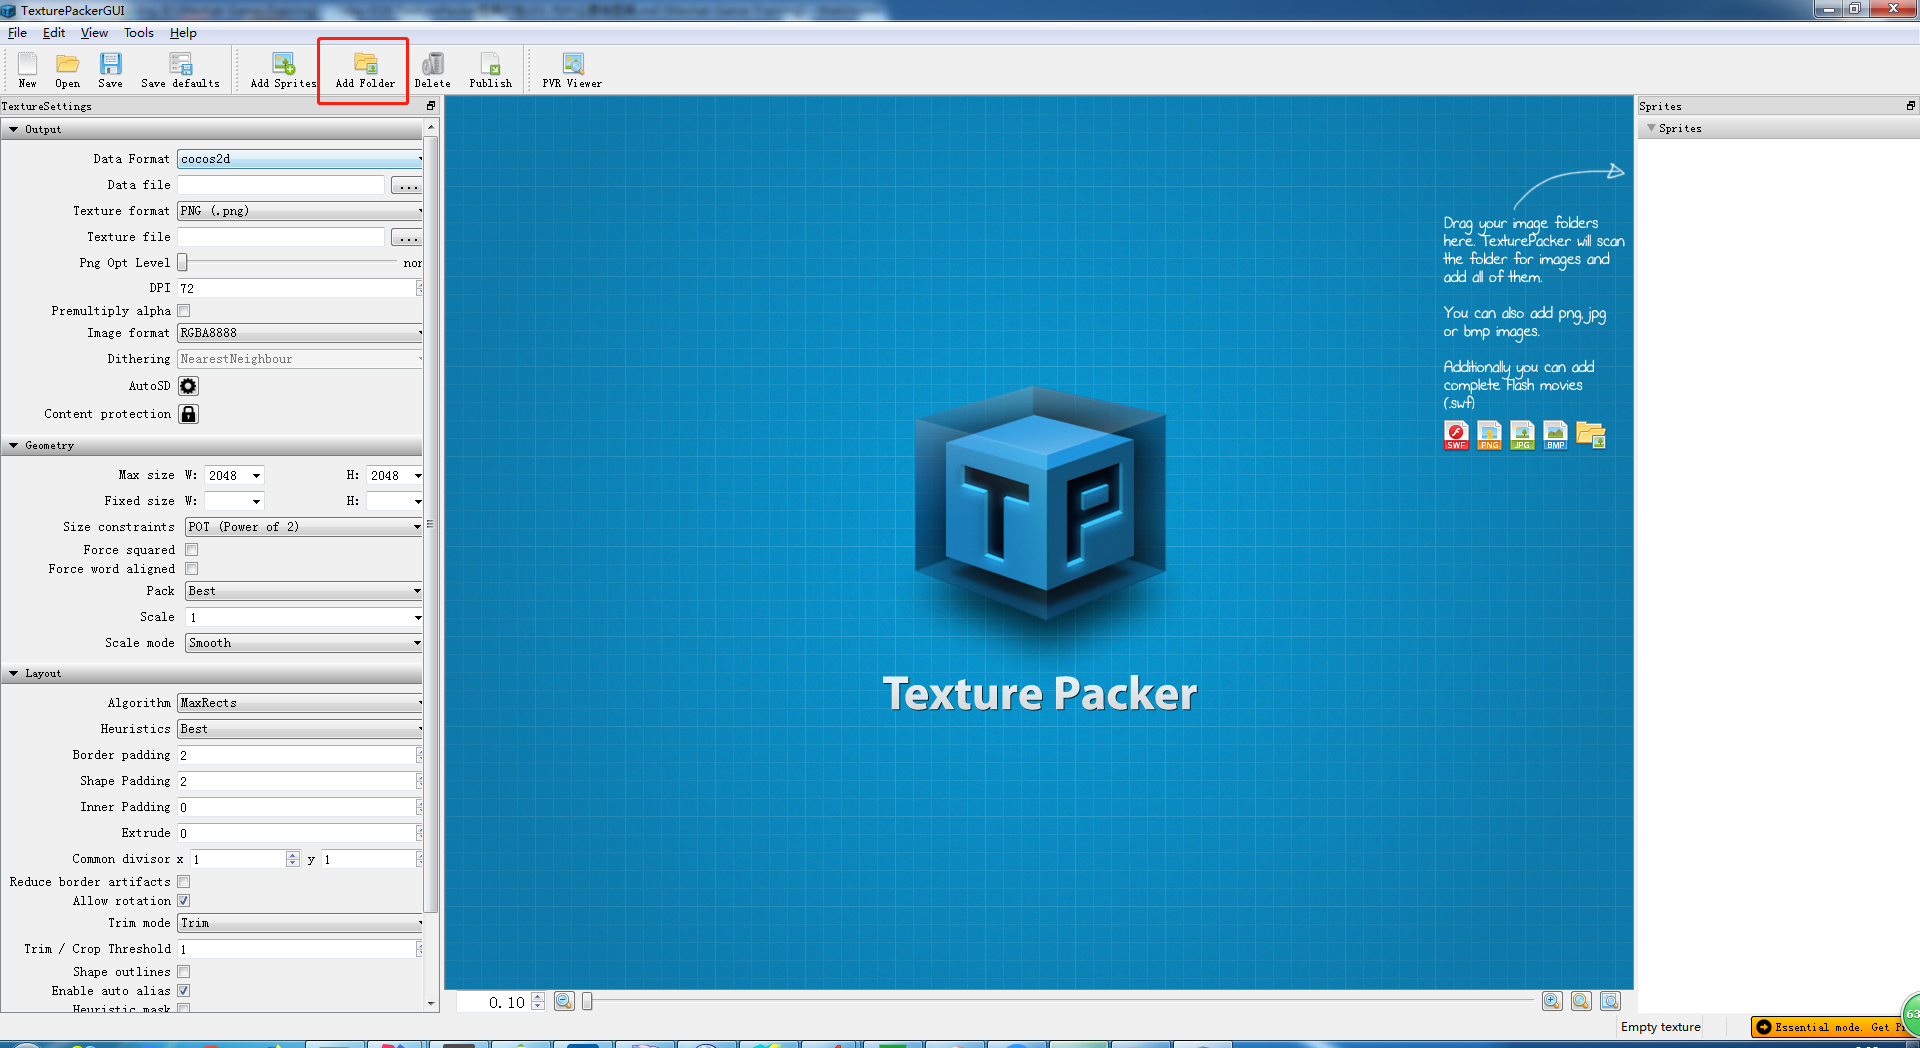 TexturePackerGUI
File Edit View Tools Help
New Open Save Save defaults Add Sprites Add Folder Delete Publish PVR Viewer
TextureSettings
Output
Data Format cocos2d
Data file ...
Texture format PNG (.png)
Texture file ...
Png Opt Level nor
DPI 72
Premultiply alpha
Image format RGBA8888
Dithering NearestNeighbour
AutoSD
Content protection
Geometry
Max size W: 2048 H: 2048
Fixed size W: H:
Size constraints POT (Power of 2)
Force squared
Force word aligned
Pack Best
Scale 1
Scale mode Smooth
Layout
Algorithm MaxRects
Heuristics Best
Border padding 2
Shape Padding 2
Inner Padding 0
Extrude 0
Common divisor x 1 y 1
Reduce border artifacts
Allow rotation
Trim mode Trim
Trim / Crop Threshold 1
Shape outlines
Enable auto alias
Heuristic mask
TP
Texture Packer
Drag your image folders
here. TexturePacker will scan
the folder for images and
add all of them.
You can also add png, jpg
or bmp images.
Additionally you can add
complete Flash movies
(.swf)
SWF PNG JPG BMP
0.10
Sprites
Sprites
Empty texture
Essential mode. Get P
63